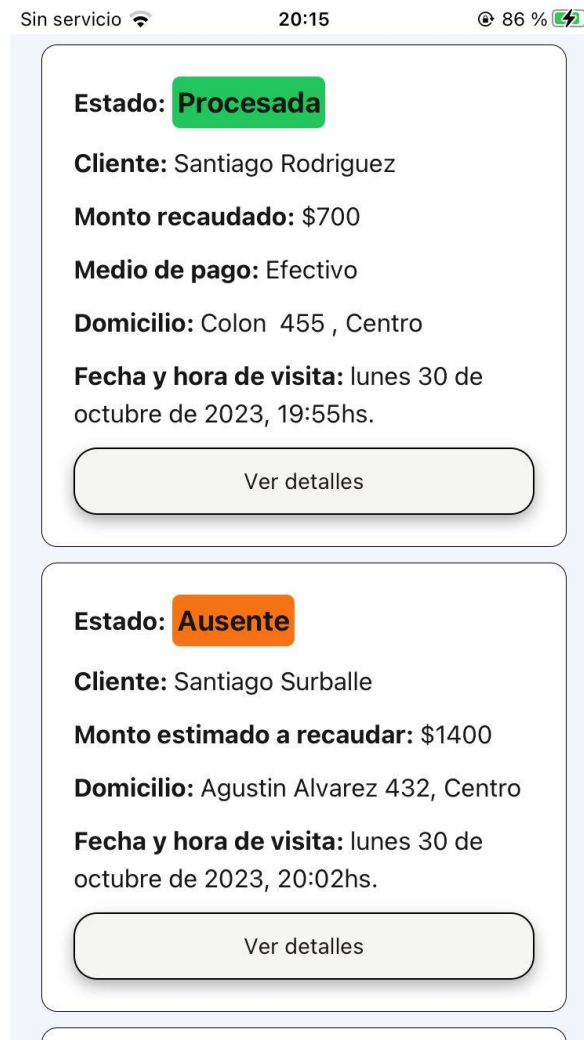 Sin servicio 20:15 86 %
Estado: Procesada
Cliente: Santiago Rodriguez
Monto recaudado: $700
Medio de pago: Efectivo
Domicilio: Colon  455 , Centro
Fecha y hora de visita: lunes 30 de
octubre de 2023, 19:55hs.
Ver detalles
Estado: Ausente
Cliente: Santiago Surballe
Monto estimado a recaudar: $1400
Domicilio: Agustin Alvarez 432, Centro
Fecha y hora de visita: lunes 30 de
octubre de 2023, 20:02hs.
Ver detalles